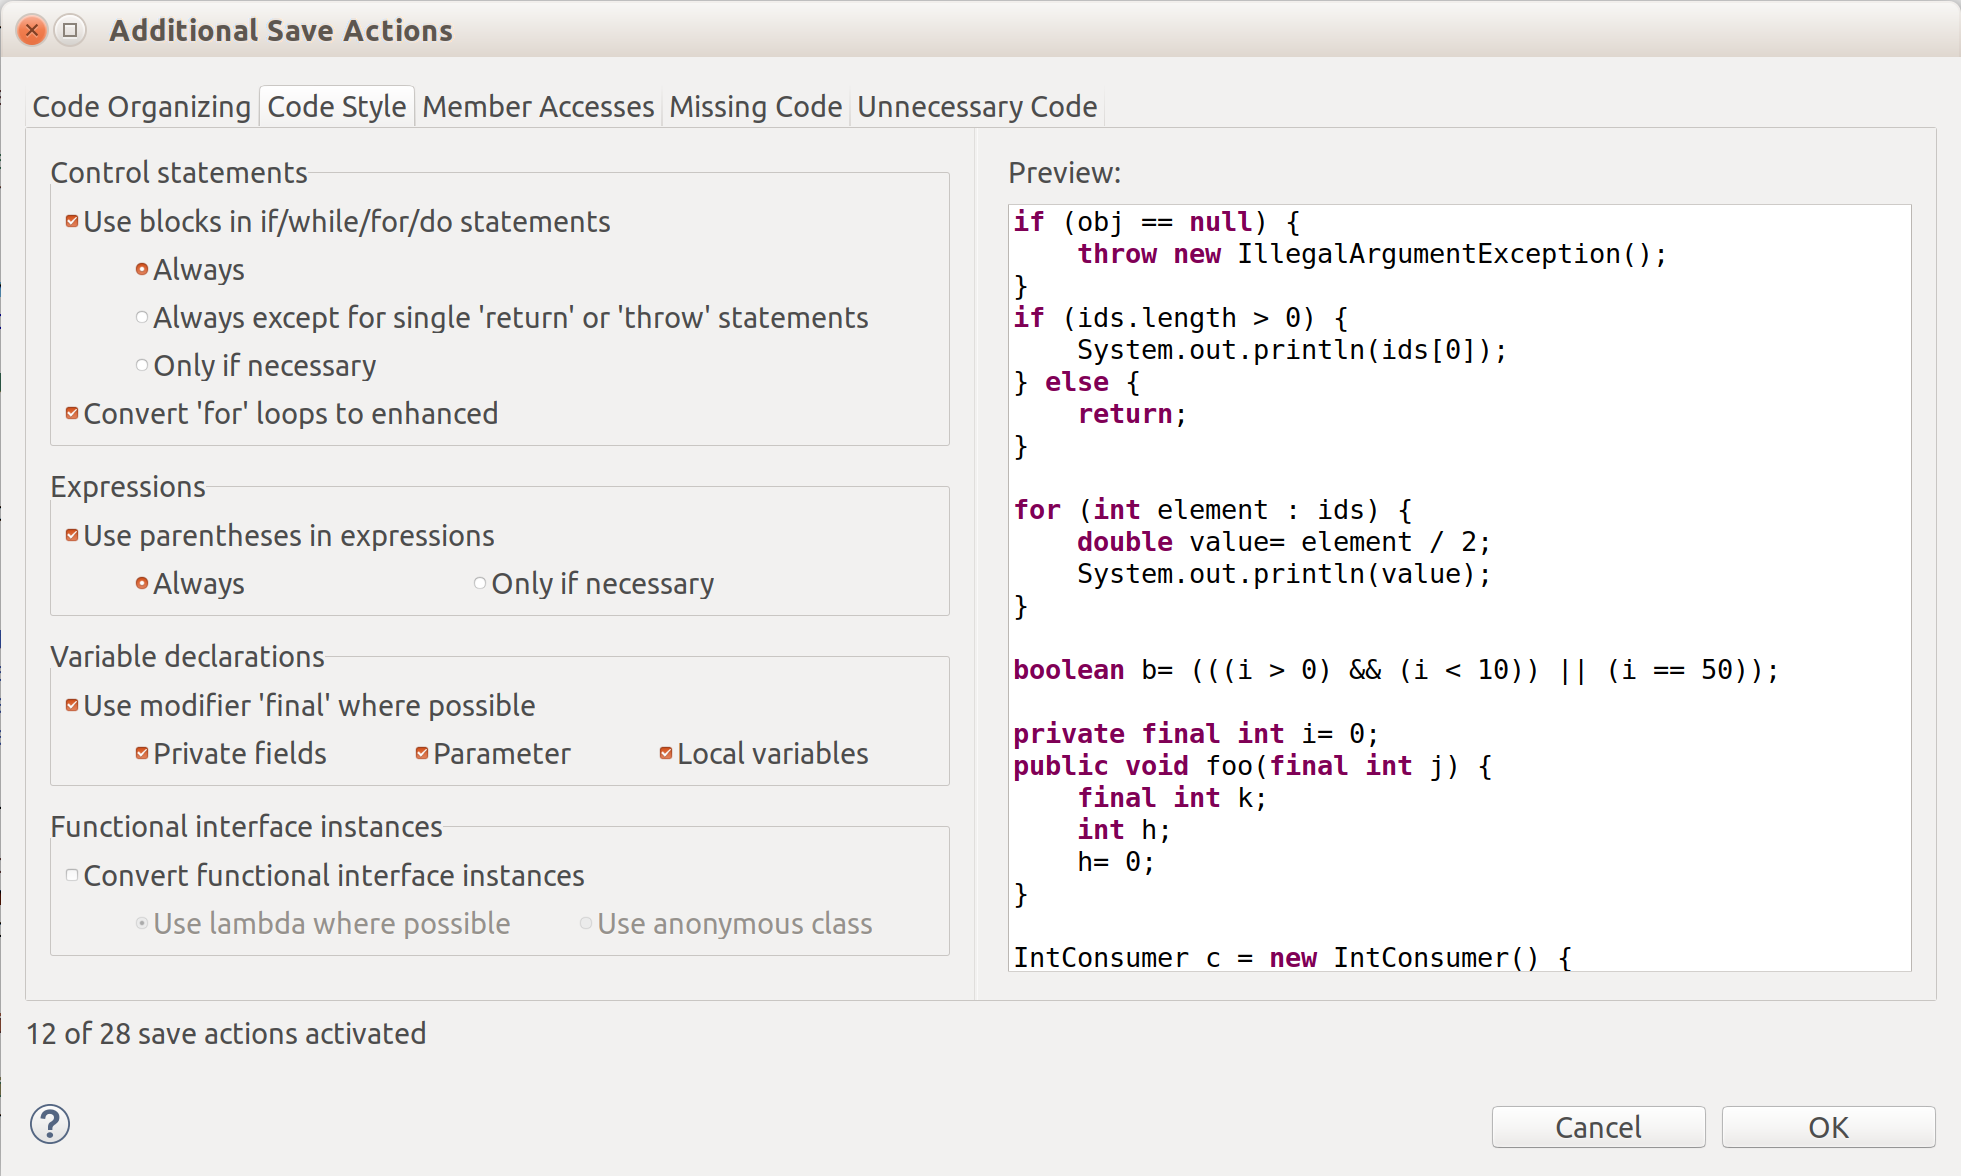 Additional Save Actions
Code Organizing Code Style Member Accesses Missing Code Unnecessary Code
Control statements
Use blocks in if/while/for/do statements
Always
Always except for single 'return' or 'throw' statements
Only if necessary
Convert 'for' loops to enhanced
Expressions
Use parentheses in expressions
Always Only if necessary
Variable declarations
Use modifier 'final' where possible
Private fields Parameter Local variables
Functional interface instances
Convert functional interface instances
Use lambda where possible Use anonymous class
Preview:
if (obj == null) {
    throw new IllegalArgumentException();
}
if (ids.length > 0) {
    System.out.println(ids[0]);
} else {
    return;
}
for (int element : ids) {
    double value= element / 2;
    System.out.println(value);
}
boolean b= (((i > 0) && (i < 10)) || (i == 50));
private final int i= 0;
public void foo(final int j) {
    final int k;
    int h;
    h= 0;
}
IntConsumer c = new IntConsumer() {
12 of 28 save actions activated
?
Cancel OK